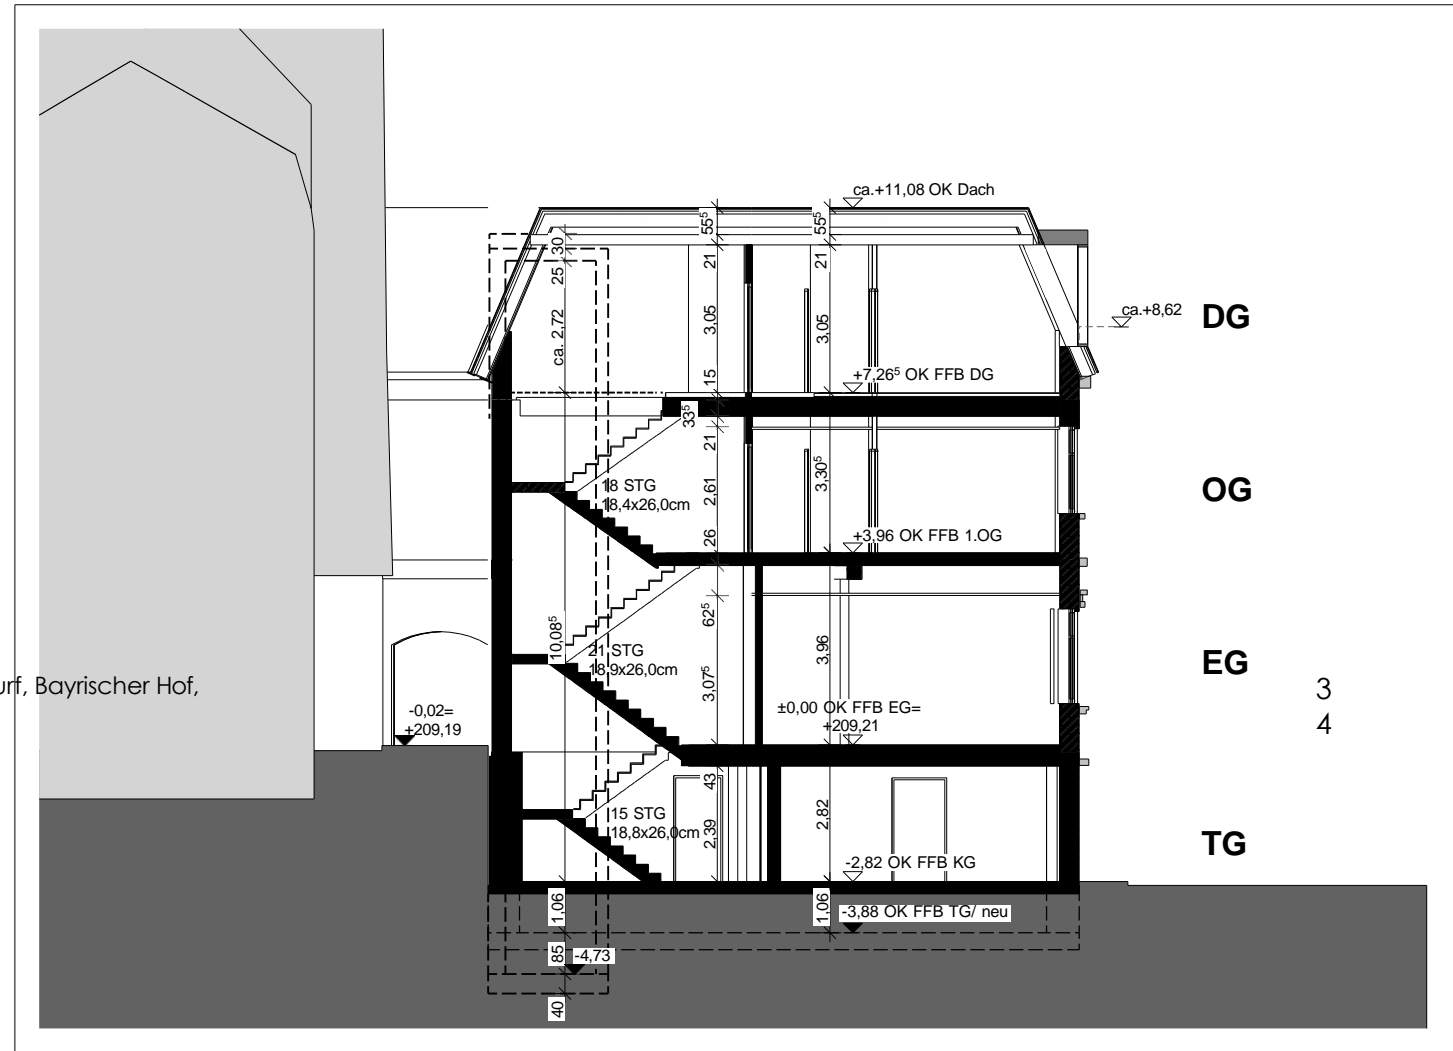 ca.+11,08 OK Dach
55⁵
55⁵
30
21
21
25
ca. 2,72
3,05
3,05
ca.+8,62
DG
15
+7,26⁵ OK FFB DG
33⁵
21
18 STG
18,4x26,0cm
2,61
3,30⁵
OG
26
+3,96 OK FFB 1.OG
62⁵
10,08⁵
21 STG
18,9x26,0cm
3,96
EG
3,07⁵
urf, Bayrischer Hof,
3
4
-0,02=
+209,19
±0,00 OK FFB EG=
+209,21
43
15 STG
18,8x26,0cm
2,39
2,82
TG
-2,82 OK FFB KG
1,06
1,06
-3,88 OK FFB TG/ neu
85
-4,73
40